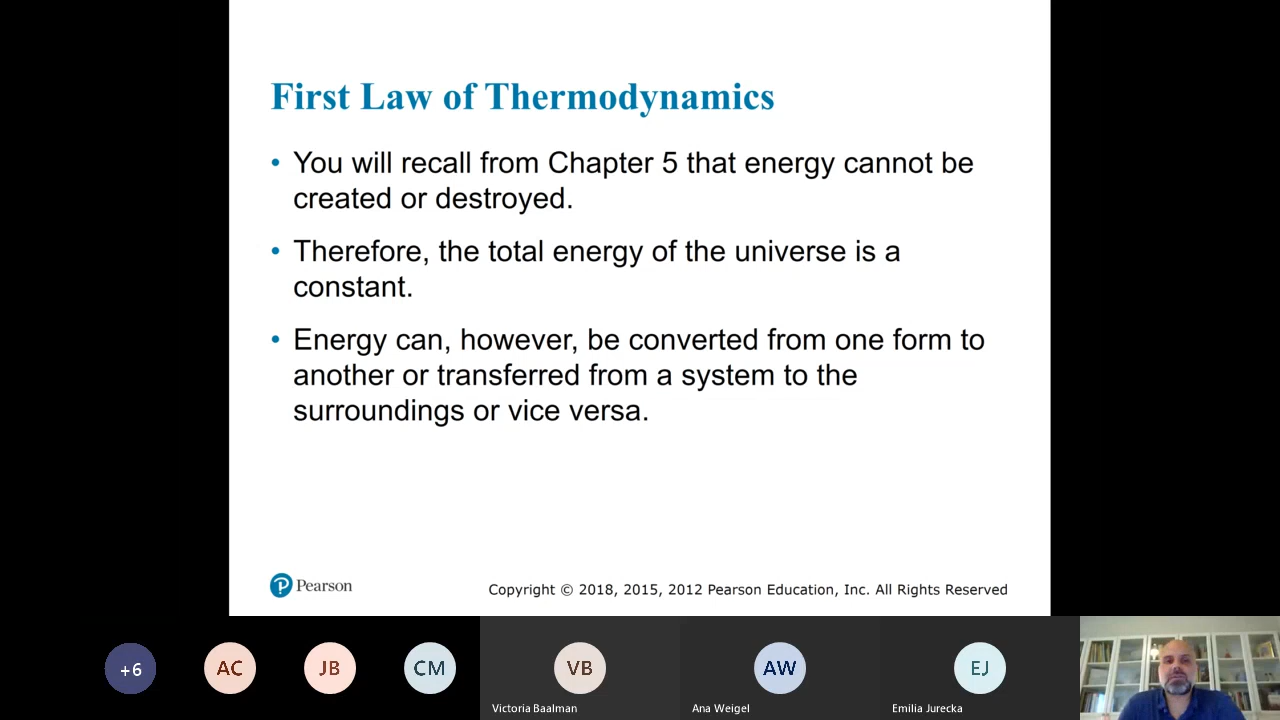 First Law of Thermodynamics
• You will recall from Chapter 5 that energy cannot be
created or destroyed.
• Therefore, the total energy of the universe is a
constant.
• Energy can, however, be converted from one form to
another or transferred from a system to the
surroundings or vice versa.
P Pearson
Copyright © 2018, 2015, 2012 Pearson Education, Inc. All Rights Reserved
+6
AC
JB
CM
VB
AW
EJ
Victoria Baalman
Ana Weigel
Emilia Jurecka